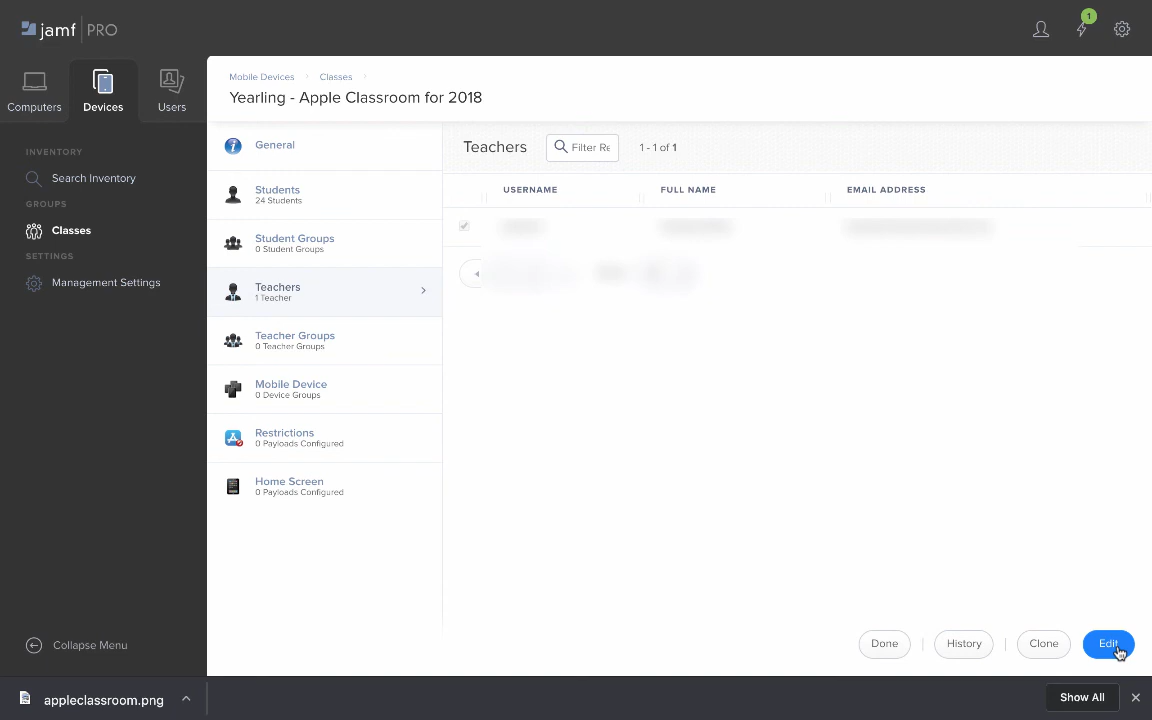 jamf PRO
1
Computers
Devices
Users
INVENTORY
Search Inventory
GROUPS
Classes
SETTINGS
Management Settings
Collapse Menu
Mobile Devices
Classes
Yearling - Apple Classroom for 2018
General
Students
24 Students
Student Groups
0 Student Groups
Teachers
1 Teacher
Teacher Groups
0 Teacher Groups
Mobile Device
0 Device Groups
Restrictions
0 Payloads Configured
Home Screen
0 Payloads Configured
Teachers
Filter Re
1 - 1 of 1
USERNAME FULL NAME EMAIL ADDRESS
Done History Clone Edit
appleclassroom.png
Show All